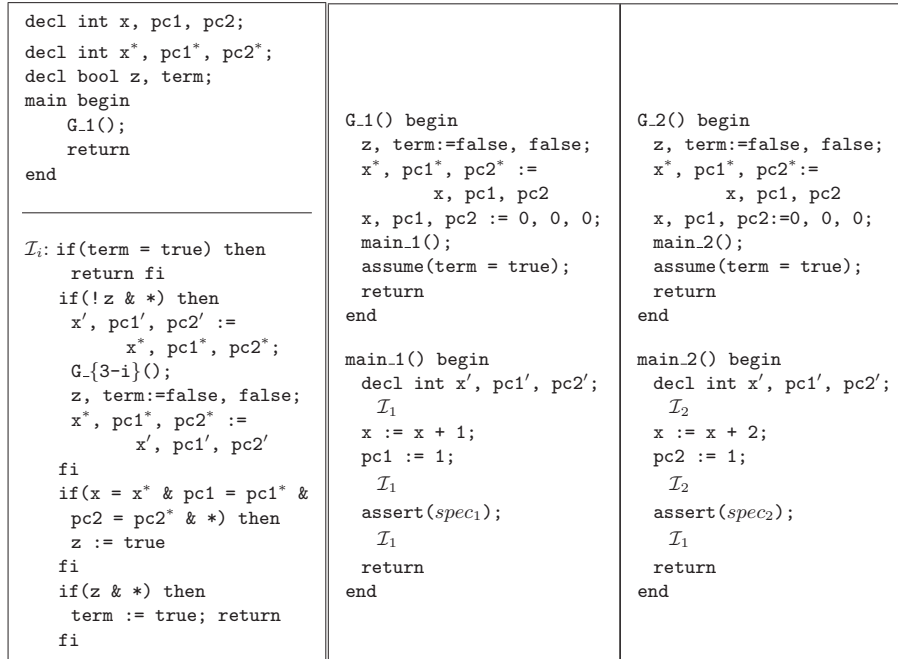 decl int x, pc1, pc2;
decl int x*, pc1*, pc2*;
decl bool z, term;
main begin
G_1();
return
end
ℐᵢ: if(term = true) then
return fi
if(!z & *) then
x′, pc1′, pc2′ :=
x*, pc1*, pc2*;
G_{3-i}();
z, term:=false, false;
x*, pc1*, pc2* :=
x′, pc1′, pc2′
fi
if(x = x* & pc1 = pc1* &
pc2 = pc2* & *) then
z := true
fi
if(z & *) then
term := true; return
fi
G_1() begin
z, term:=false, false;
x*, pc1*, pc2* :=
x, pc1, pc2
x, pc1, pc2 := 0, 0, 0;
main_1();
assume(term = true);
return
end
main_1() begin
decl int x′, pc1′, pc2′;
ℐ₁
x := x + 1;
pc1 := 1;
ℐ₁
assert(spec₁);
ℐ₁
return
end
G_2() begin
z, term:=false, false;
x*, pc1*, pc2*:=
x, pc1, pc2
x, pc1, pc2:=0, 0, 0;
main_2();
assume(term = true);
return
end
main_2() begin
decl int x′, pc1′, pc2′;
ℐ₂
x := x + 2;
pc2 := 1;
ℐ₂
assert(spec₂);
ℐ₁
return
end